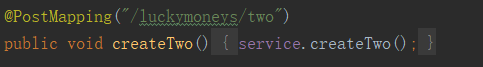 @PostMapping("/luckymoneys/two")
public void createTwo() { service.createTwo(); }